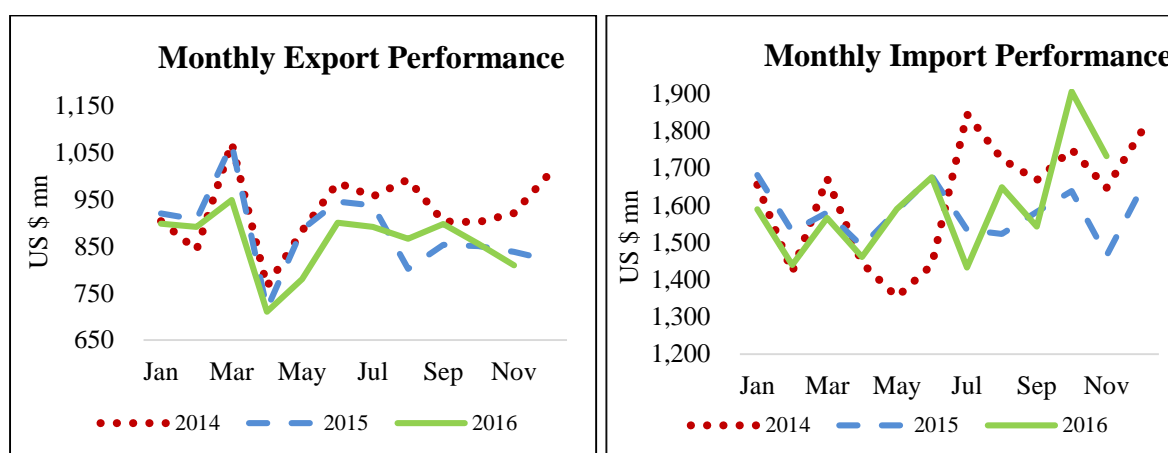 Monthly Export Performance
US $ mn
1,150
1,050
950
850
750
650
Jan Mar May Jul Sep Nov
2014 2015 2016
Monthly Import Performance
US $ mn
1,900
1,800
1,700
1,600
1,500
1,400
1,300
1,200
Jan Mar May Jul Sep Nov
2014 2015 2016